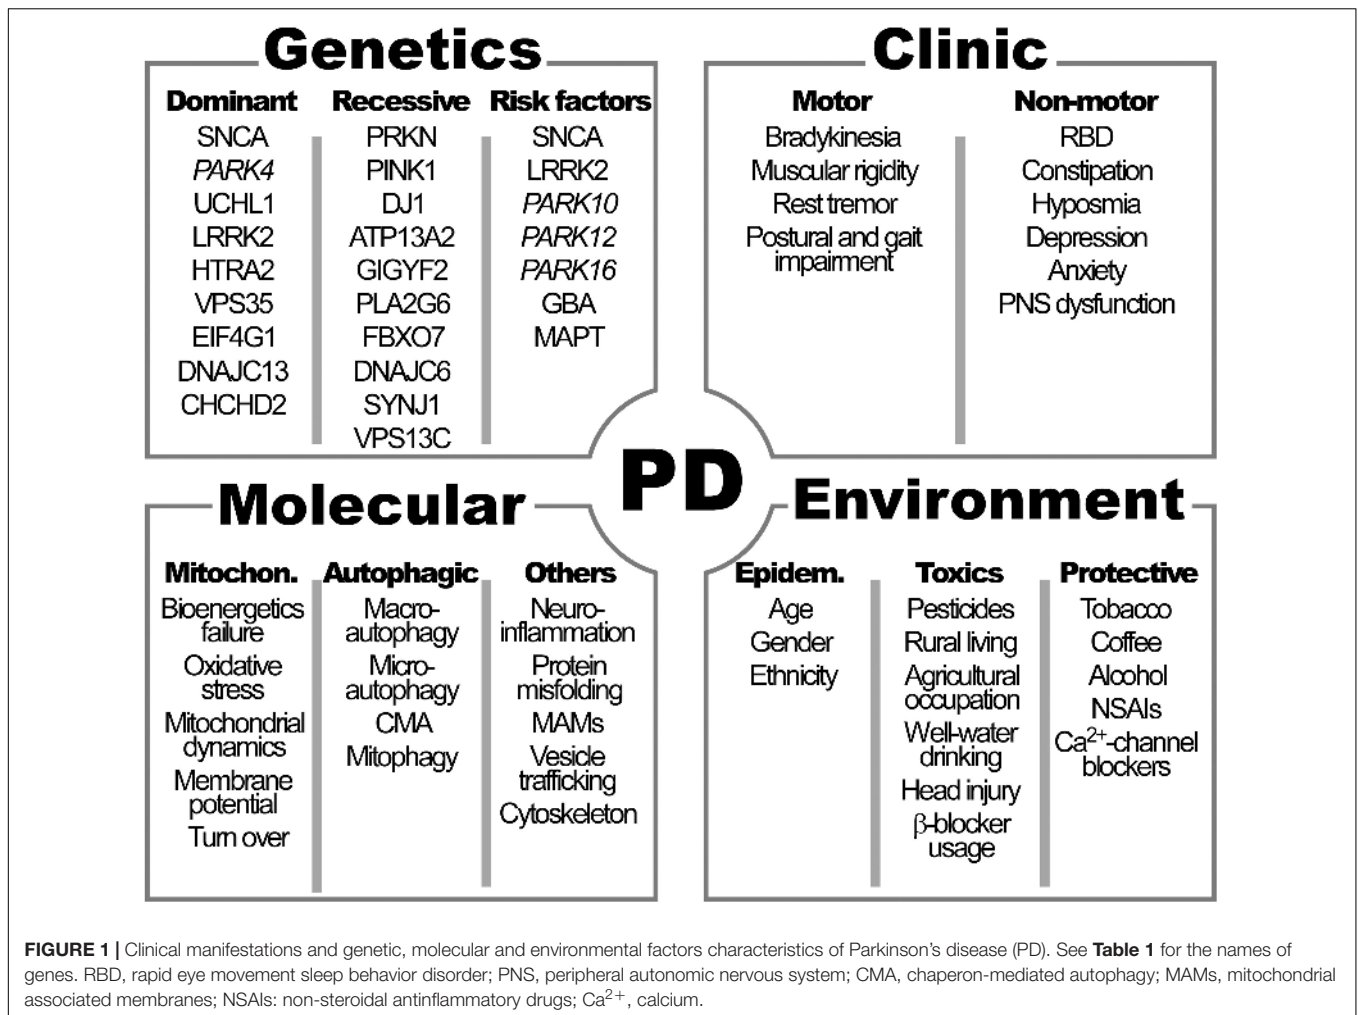 Genetics
Dominant
SNCA
PARK4
UCHL1
LRRK2
HTRA2
VPS35
EIF4G1
DNAJC13
CHCHD2
Recessive
PRKN
PINK1
DJ1
ATP13A2
GIGYF2
PLA2G6
FBXO7
DNAJC6
SYNJ1
VPS13C
Risk factors
SNCA
LRRK2
PARK10
PARK12
PARK16
GBA
MAPT
Clinic
Motor
Bradykinesia
Muscular rigidity
Rest tremor
Postural and gait
impairment
Non-motor
RBD
Constipation
Hyposmia
Depression
Anxiety
PNS dysfunction
PD
Molecular
Mitochon.
Bioenergetics
failure
Oxidative
stress
Mitochondrial
dynamics
Membrane
potential
Turn over
Autophagic
Macro-
autophagy
Micro-
autophagy
CMA
Mitophagy
Others
Neuro-
inflammation
Protein
misfolding
MAMs
Vesicle
trafficking
Cytoskeleton
Environment
Epidem.
Age
Gender
Ethnicity
Toxics
Pesticides
Rural living
Agricultural
occupation
Well-water
drinking
Head injury
β-blocker
usage
Protective
Tobacco
Coffee
Alcohol
NSAIs
Ca²⁺-channel
blockers
FIGURE 1 | Clinical manifestations and genetic, molecular and environmental factors characteristics of Parkinson's disease (PD). See Table 1 for the names of
genes. RBD, rapid eye movement sleep behavior disorder; PNS, peripheral autonomic nervous system; CMA, chaperon-mediated autophagy; MAMs, mitochondrial
associated membranes; NSAIs: non-steroidal antinflammatory drugs; Ca²⁺, calcium.